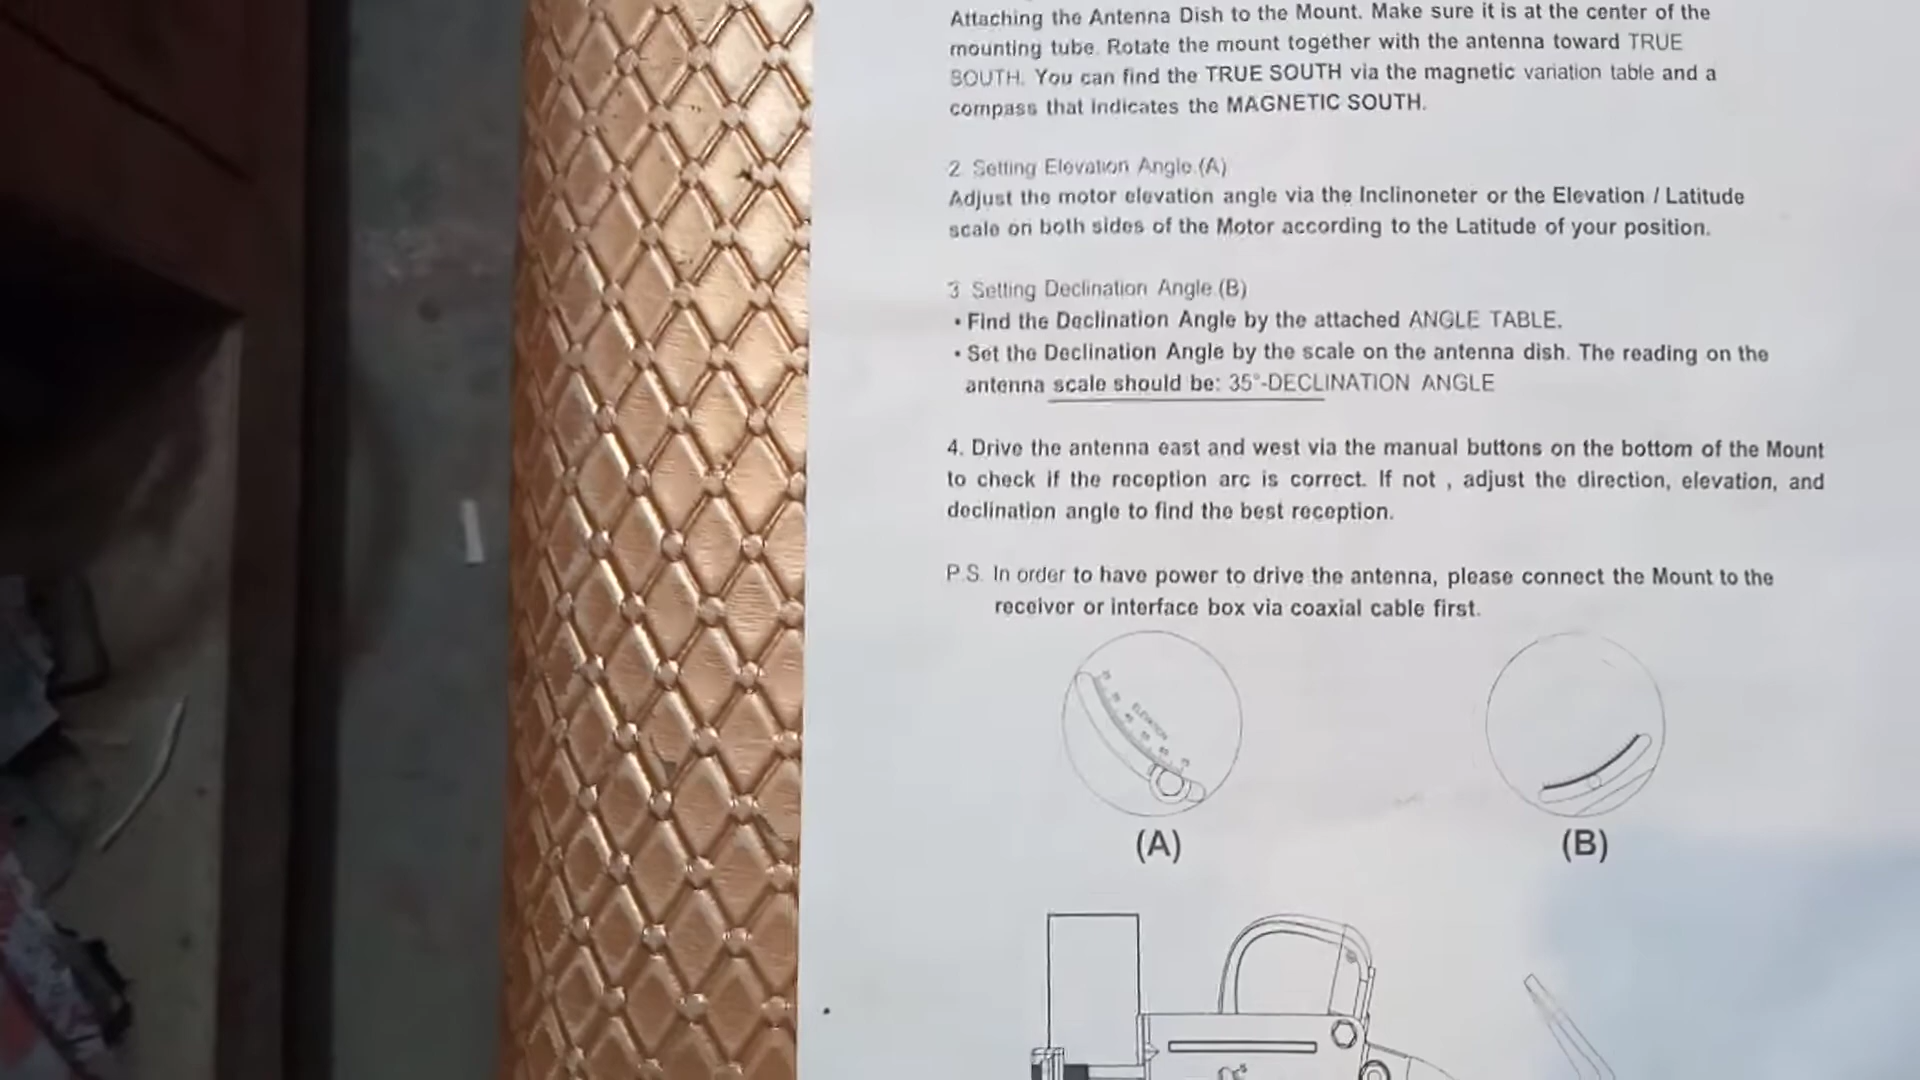 Attaching the Antenna Dish to the Mount. Make sure it is at the center of the
mounting tube. Rotate the mount together with the antenna toward TRUE
SOUTH. You can find the TRUE SOUTH via the magnetic variation table and a
compass that indicates the MAGNETIC SOUTH.
2. Setting Elevation Angle.(A)
Adjust the motor elevation angle via the Inclinoneter or the Elevation / Latitude
scale on both sides of the Motor according to the Latitude of your position.
3 Setting Declination Angle.(B)
• Find the Declination Angle by the attached ANGLE TABLE.
• Set the Declination Angle by the scale on the antenna dish. The reading on the
antenna scale should be: 35°-DECLINATION ANGLE
4. Drive the antenna east and west via the manual buttons on the bottom of the Mount
to check if the reception arc is correct. If not , adjust the direction, elevation, and
declination angle to find the best reception.
P.S. In order to have power to drive the antenna, please connect the Mount to the
receiver or interface box via coaxial cable first.
ELEVATION
(A)
(B)